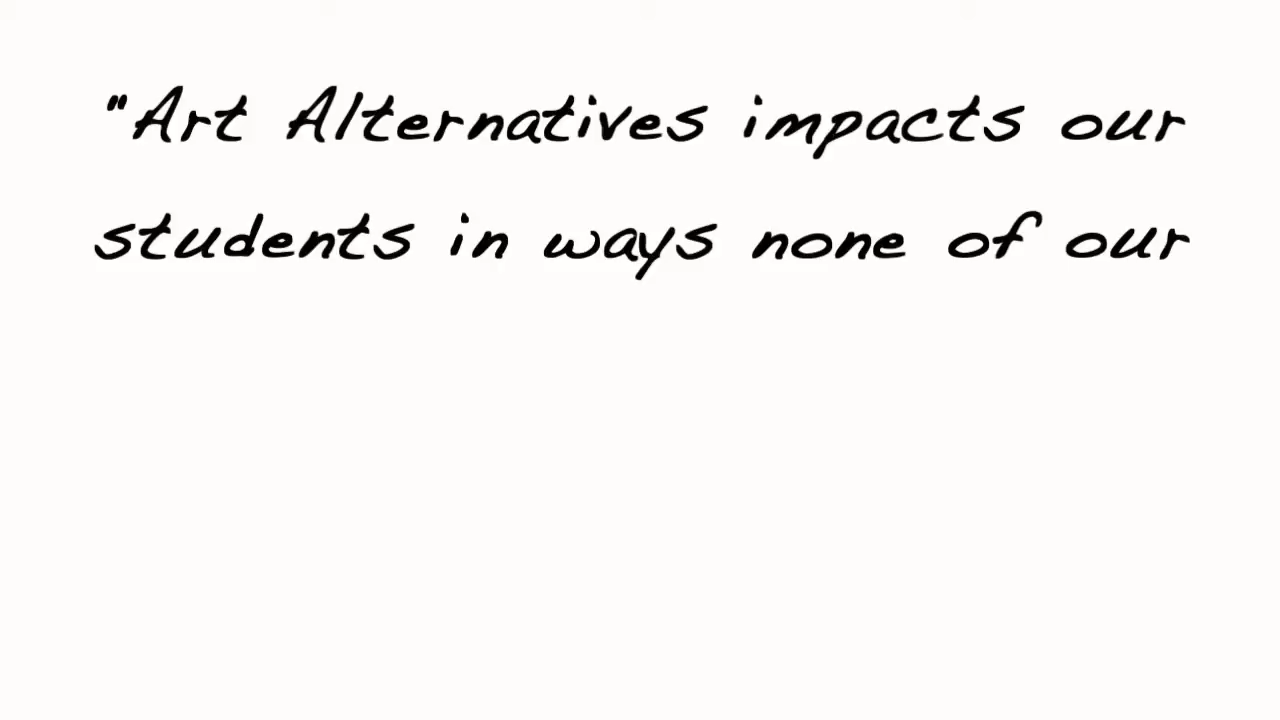 "Art Alternatives impacts our
students in ways none of our